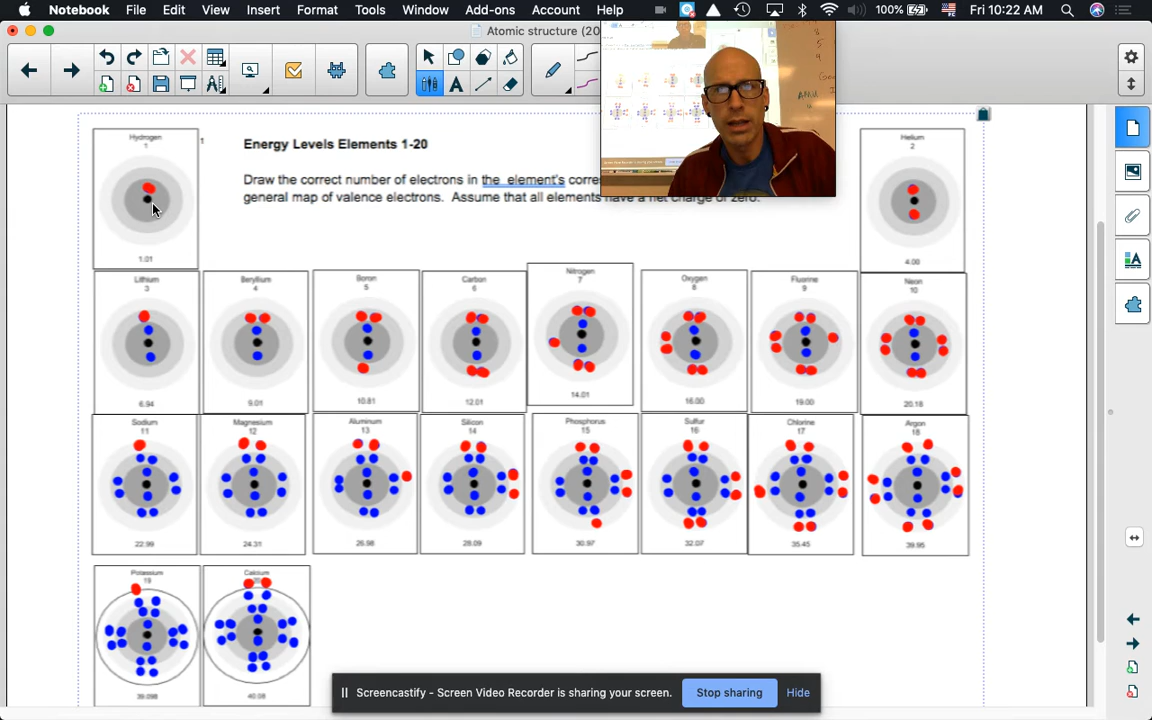 Notebook File Edit View Insert Format Tools Add-ons Account Window Help 100% Fri 10:22 AM
Atomic structure (20
Energy Levels Elements 1-20
Draw the correct number of electrons in the element's
general map of valence electrons. Assume that all elements have a net charge of zero.
Hydrogen
1
1
1.01
Helium
2
4.00
Lithium
3
6.94
Beryllium
4
9.01
Boron
5
10.81
Carbon
6
12.01
Nitrogen
7
14.01
Oxygen
8
16.00
Fluorine
9
19.00
Neon
10
20.18
Sodium
11
22.99
Magnesium
12
24.31
Aluminum
13
26.98
Silicon
14
28.09
Phosphorus
15
30.97
Sulfur
16
32.07
Chlorine
17
35.45
Argon
18
39.95
Potassium
19
39.098
Calcium
40.08
Screencastify - Screen Video Recorder is sharing your screen. Stop sharing Hide